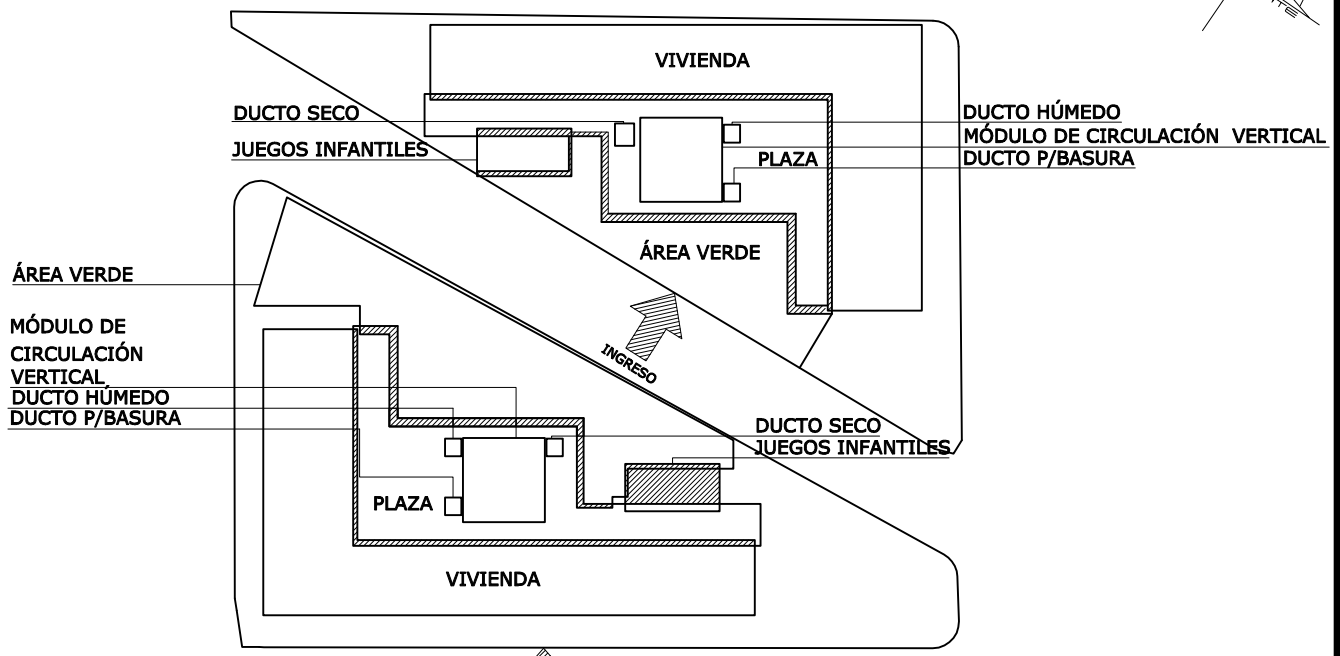 VIVIENDA
DUCTO SECO
DUCTO HÚMEDO
MÓDULO DE CIRCULACIÓN VERTICAL
JUEGOS INFANTILES
PLAZA
DUCTO P/BASURA
ÁREA VERDE
ÁREA VERDE
MÓDULO DE
CIRCULACIÓN
VERTICAL
DUCTO HÚMEDO
DUCTO P/BASURA
INGRESO
DUCTO SECO
JUEGOS INFANTILES
PLAZA
VIVIENDA